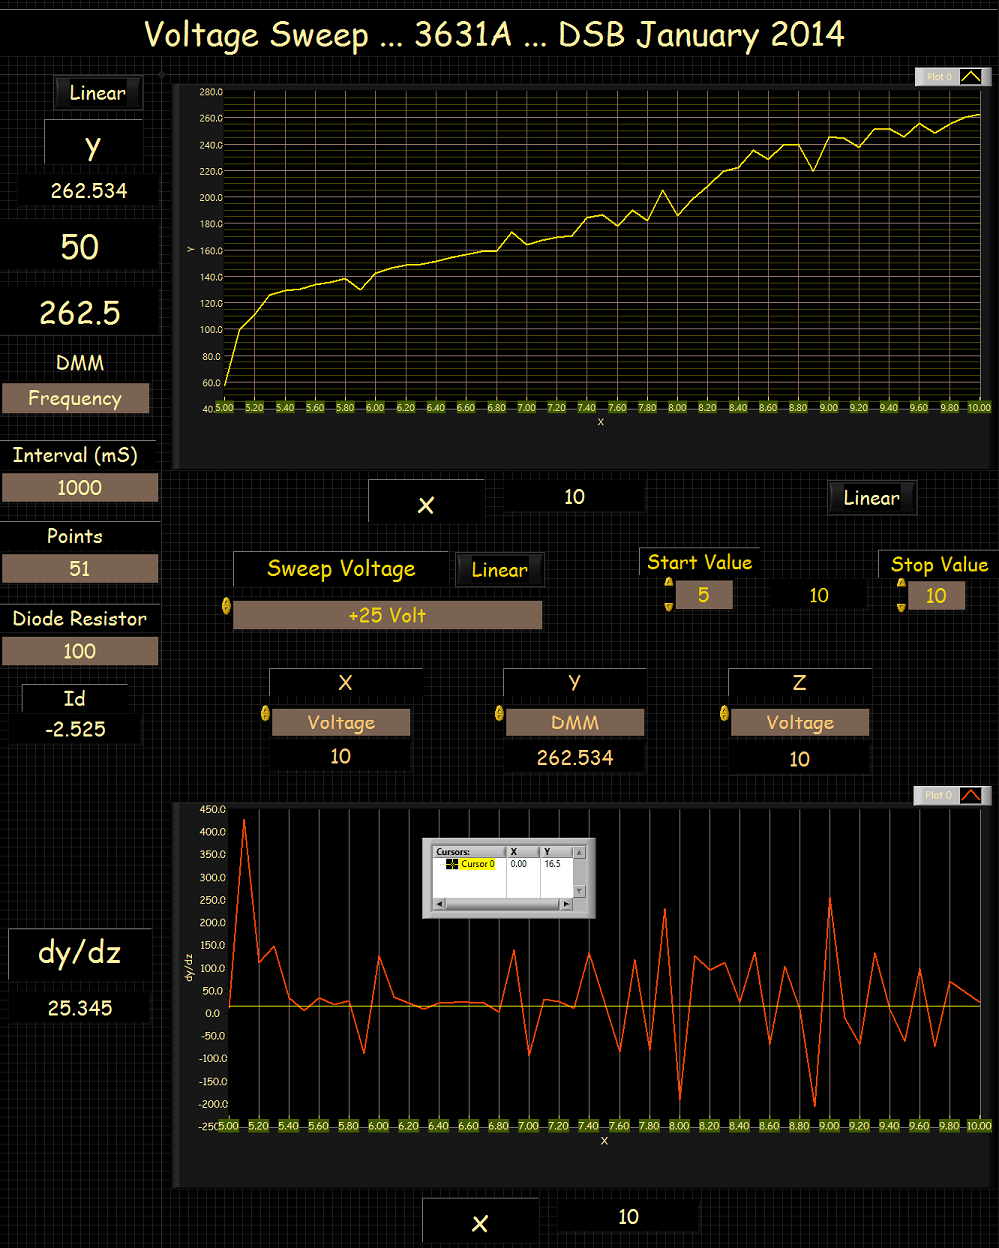 Voltage Sweep ... 3631A ... DSB January 2014
Plot 0
Linear
y
262.534
50
262.5
DMM
Frequency
Interval (mS)
1000
Points
51
Diode Resistor
100
Id
-2.525
280.0
260.0
240.0
220.0
200.0
180.0
160.0
140.0
120.0
100.0
80.0
60.0
40.0
Y
5.00 5.20 5.40 5.60 5.80 6.00 6.20 6.40 6.60 6.80 7.00 7.20 7.40 7.60 7.80 8.00 8.20 8.40 8.60 8.80 9.00 9.20 9.40 9.60 9.80 10.00
X
x
10
Linear
Sweep Voltage
Linear
+25 Volt
Start Value
5
10
Stop Value
10
X
Voltage
10
Y
DMM
262.534
Z
Voltage
10
Plot 0
dy/dz
25.345
450.0
400.0
350.0
300.0
250.0
200.0
150.0
100.0
50.0
0.0
-50.0
-100.0
-150.0
-200.0
-250
dy/dz
Cursors: X Y
Cursor 0 0.00 16.5
5.00 5.20 5.40 5.60 5.80 6.00 6.20 6.40 6.60 6.80 7.00 7.20 7.40 7.60 7.80 8.00 8.20 8.40 8.60 8.80 9.00 9.20 9.40 9.60 9.80 10.00
X
x
10